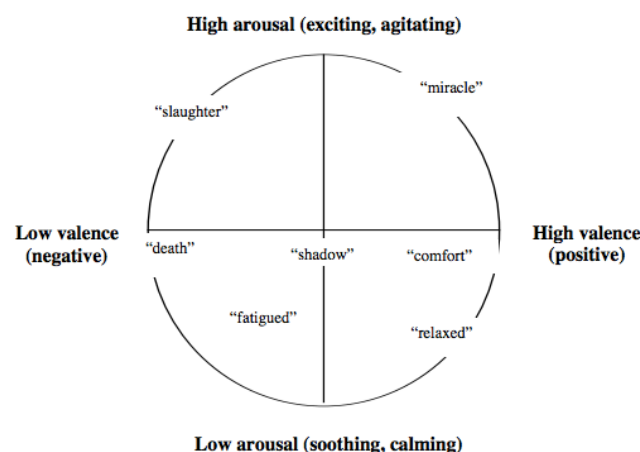 High arousal (exciting, agitating)
“miracle”
“slaughter”
Low valence
(negative)
“death”
“shadow”
“comfort”
High valence
(positive)
“fatigued”
“relaxed”
Low arousal (soothing, calming)